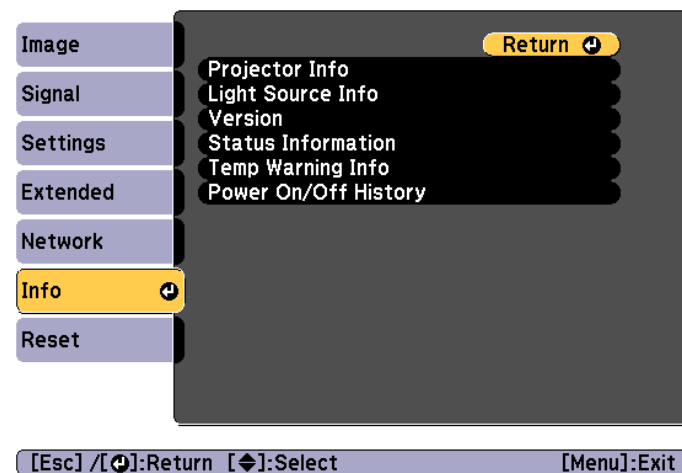 Image
Signal
Settings
Extended
Network
Info
Reset
Return
Projector Info
Light Source Info
Version
Status Information
Temp Warning Info
Power On/Off History
[Esc] /[⏎]:Return [◆]:Select [Menu]:Exit